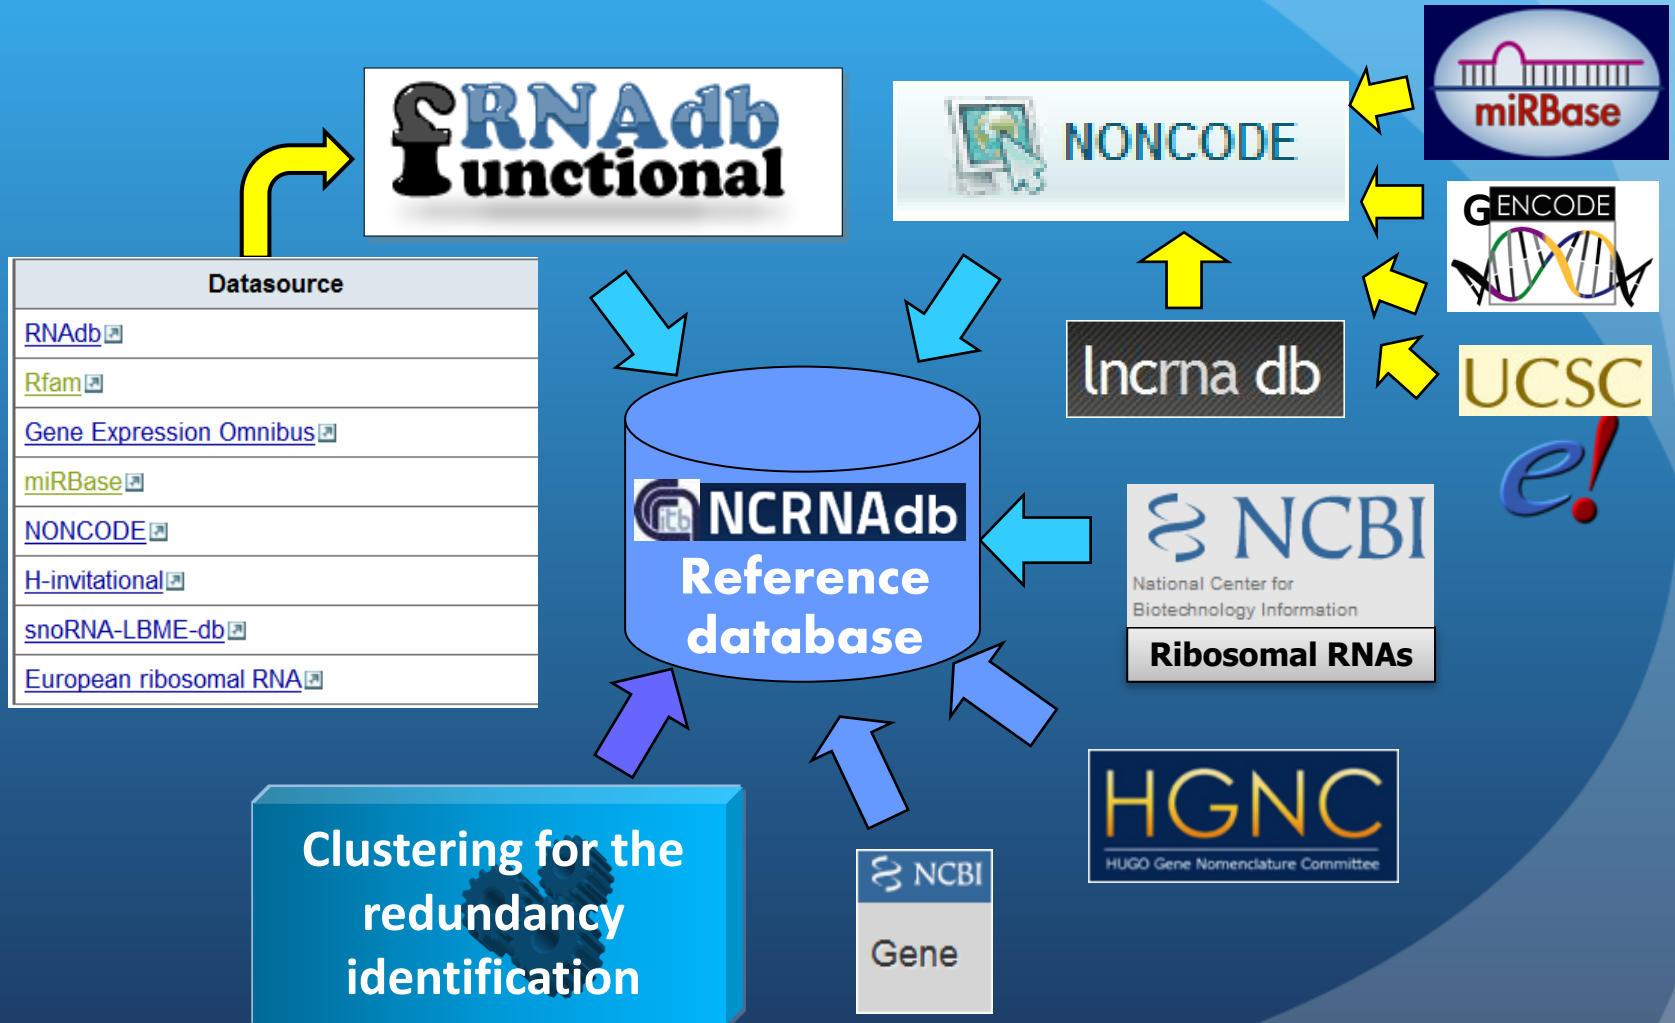 fRNAdb
functional
NONCODE
miRBase
GENCODE
Datasource
RNAdb
Rfam
Gene Expression Omnibus
miRBase
NONCODE
H-invitational
snoRNA-LBME-db
European ribosomal RNA
lncrna db
UCSC
e!
itb NCRNAdb
Reference
database
NCBI
National Center for
Biotechnology Information
Ribosomal RNAs
HGNC
HUGO Gene Nomenclature Committee
Clustering for the
redundancy
identification
NCBI
Gene